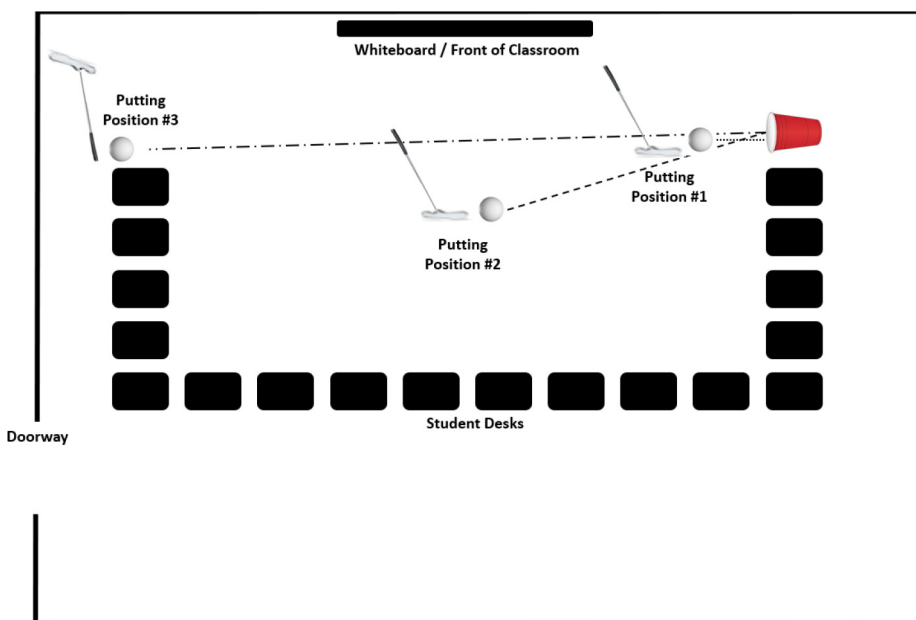 Whiteboard / Front of Classroom
Putting
Position #3
Putting
Position #1
Putting
Position #2
Student Desks
Doorway